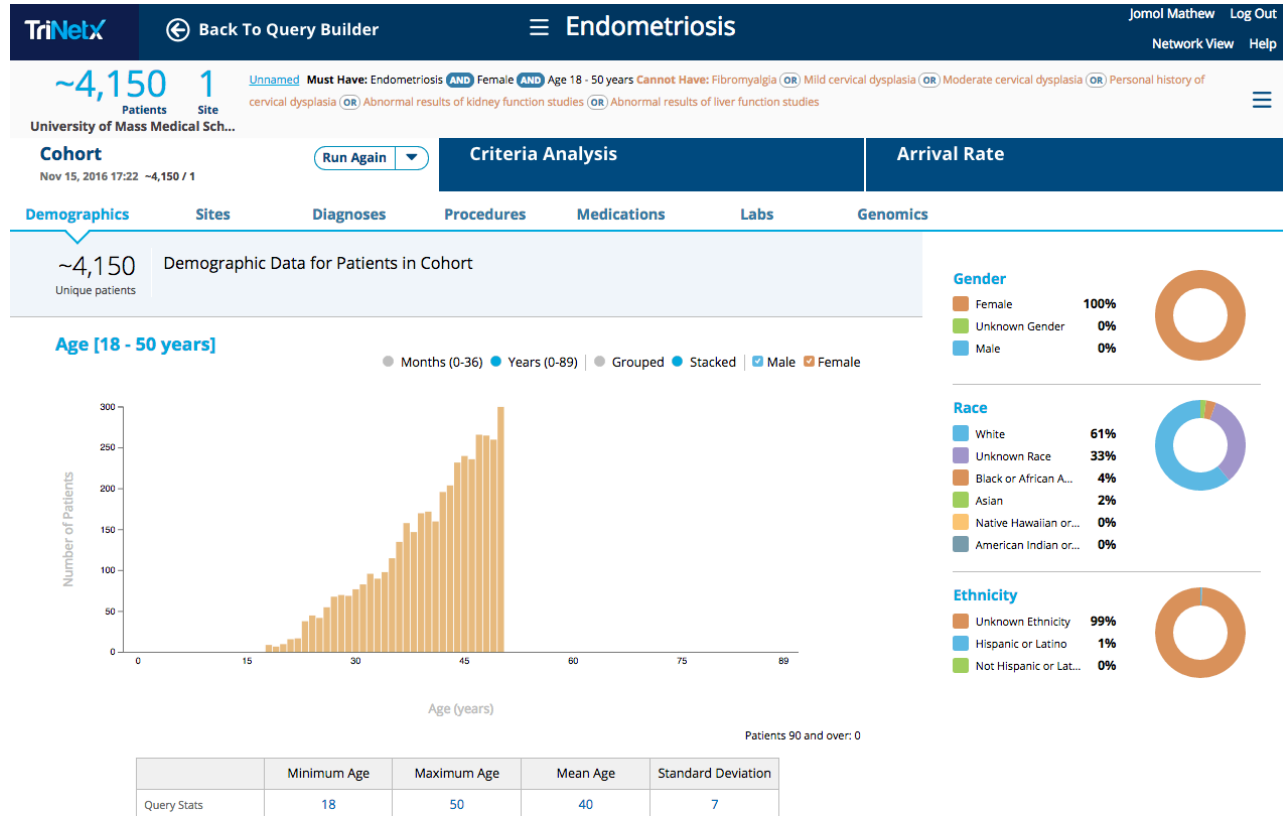 TriNetX
Back To Query Builder
Endometriosis
Jomol Mathew Log Out
Network View Help
~4,150 1
Patients Site
University of Mass Medical Sch...
Unnamed Must Have: Endometriosis AND Female AND Age 18 - 50 years Cannot Have: Fibromyalgia OR Mild cervical dysplasia OR Moderate cervical dysplasia OR Personal history of
cervical dysplasia OR Abnormal results of kidney function studies OR Abnormal results of liver function studies
Cohort
Nov 15, 2016 17:22 ~4,150 / 1
Run Again
Criteria Analysis
Arrival Rate
Demographics Sites Diagnoses Procedures Medications Labs Genomics
~4,150
Unique patients
Demographic Data for Patients in Cohort
Age [18 - 50 years]
Months (0-36) Years (0-89) Grouped Stacked Male Female
300
250
200
150
100
50
0
Number of Patients
0 15 30 45 60 75 89
Age (years)
Patients 90 and over: 0
Minimum Age Maximum Age Mean Age Standard Deviation
Query Stats 18 50 40 7
Gender
Female 100%
Unknown Gender 0%
Male 0%
Race
White 61%
Unknown Race 33%
Black or African A... 4%
Asian 2%
Native Hawaiian or... 0%
American Indian or... 0%
Ethnicity
Unknown Ethnicity 99%
Hispanic or Latino 1%
Not Hispanic or Lat... 0%